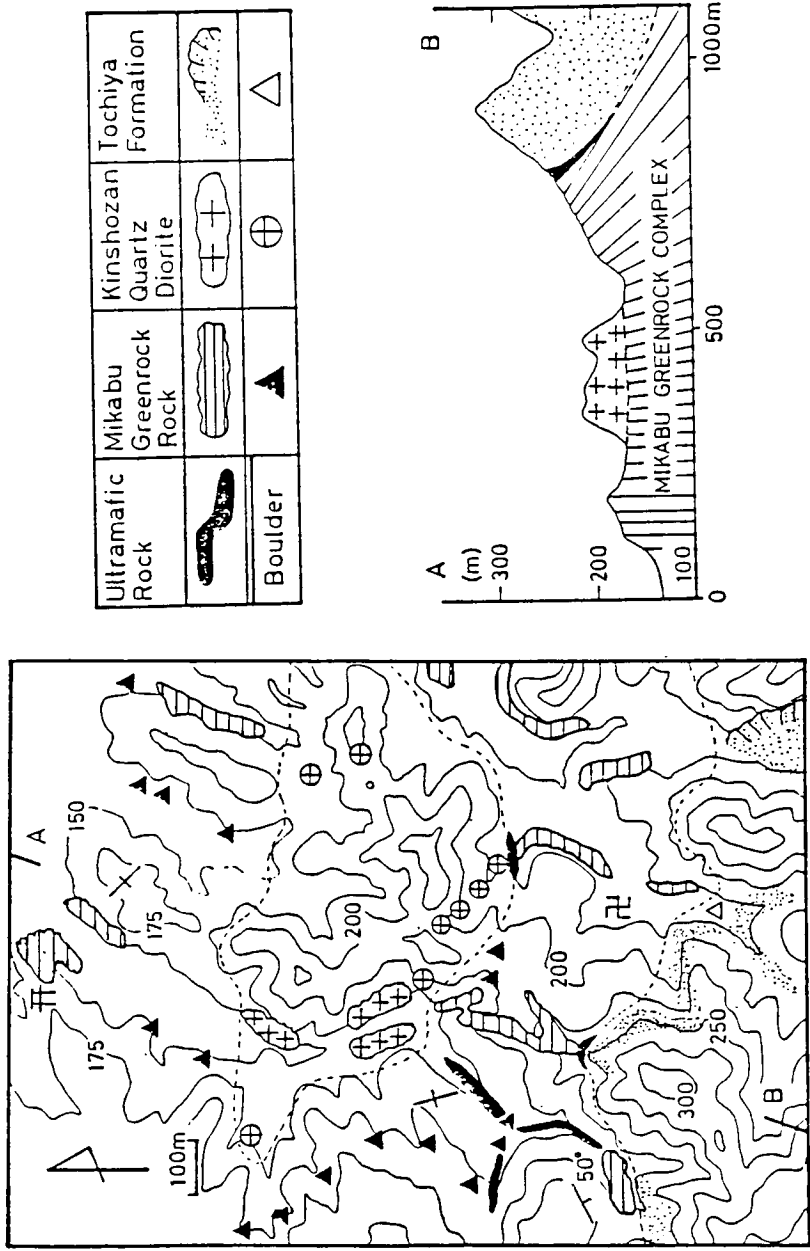 Ultramafic
Rock
Mikabu
Greenrock
Rock
Kinshozan
Quartz
Diorite
Tochiya
Formation
Boulder
A
(m)
B
300
200
100
0
500
1000m
MIKABU GREENROCK COMPLEX
100m
175
150
175
A
200
200
卍
250
300
50°
B